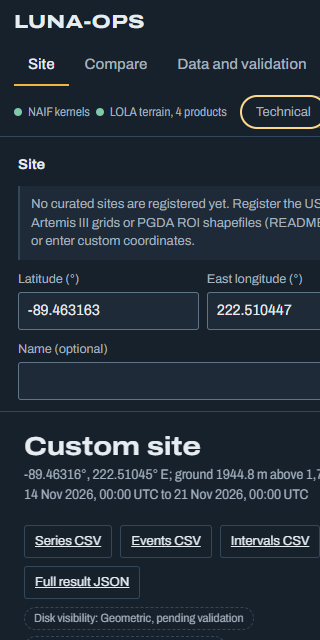 LUNA-OPS
Site Compare Data and validation
NAIF kernels LOLA terrain, 4 products Technical
Site
No curated sites are registered yet. Register the US
Artemis III grids or PGDA ROI shapefiles (README
or enter custom coordinates.
Latitude (°) East longitude (°)
-89.463163 222.510447
Name (optional)
Custom site
-89.46316°, 222.51045° E; ground 1944.8 m above 1,7
14 Nov 2026, 00:00 UTC to 21 Nov 2026, 00:00 UTC
Series CSV Events CSV Intervals CSV
Full result JSON
Disk visibility: Geometric, pending validation